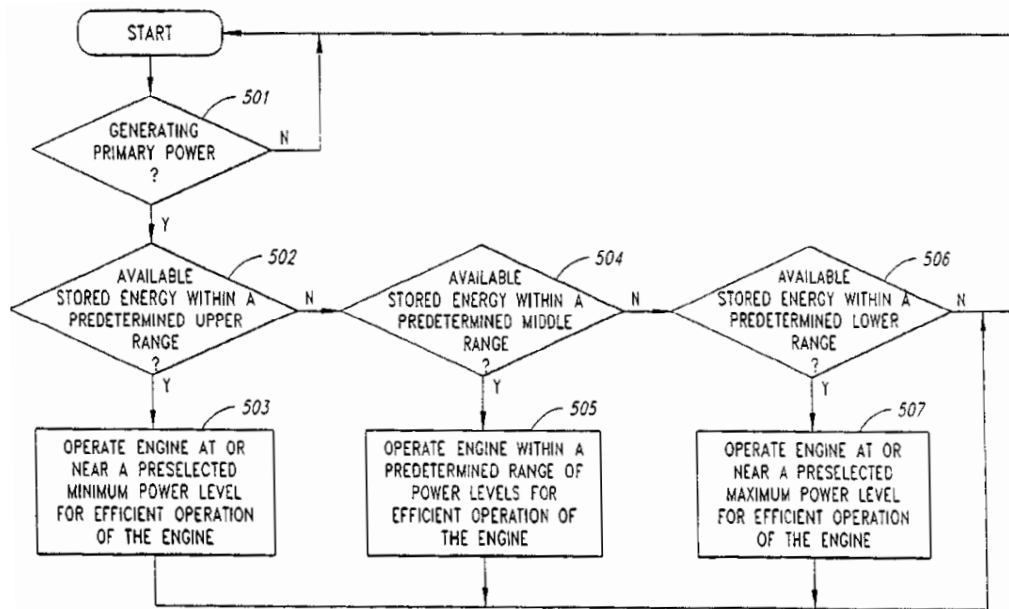 START
501
GENERATING
PRIMARY POWER
?
N
Y
502
AVAILABLE
STORED ENERGY WITHIN A
PREDETERMINED UPPER
RANGE
?
N
Y
504
AVAILABLE
STORED ENERGY WITHIN A
PREDETERMINED MIDDLE
RANGE
?
N
Y
506
AVAILABLE
STORED ENERGY WITHIN A
PREDETERMINED LOWER
RANGE
?
N
Y
503
OPERATE ENGINE AT OR
NEAR A PRESELECTED
MINIMUM POWER LEVEL
FOR EFFICIENT OPERATION
OF THE ENGINE
505
OPERATE ENGINE WITHIN A
PREDETERMINED RANGE OF
POWER LEVELS FOR
EFFICIENT OPERATION OF
THE ENGINE
507
OPERATE ENGINE AT OR
NEAR A PRESELECTED
MAXIMUM POWER LEVEL
FOR EFFICIENT OPERATION
OF THE ENGINE